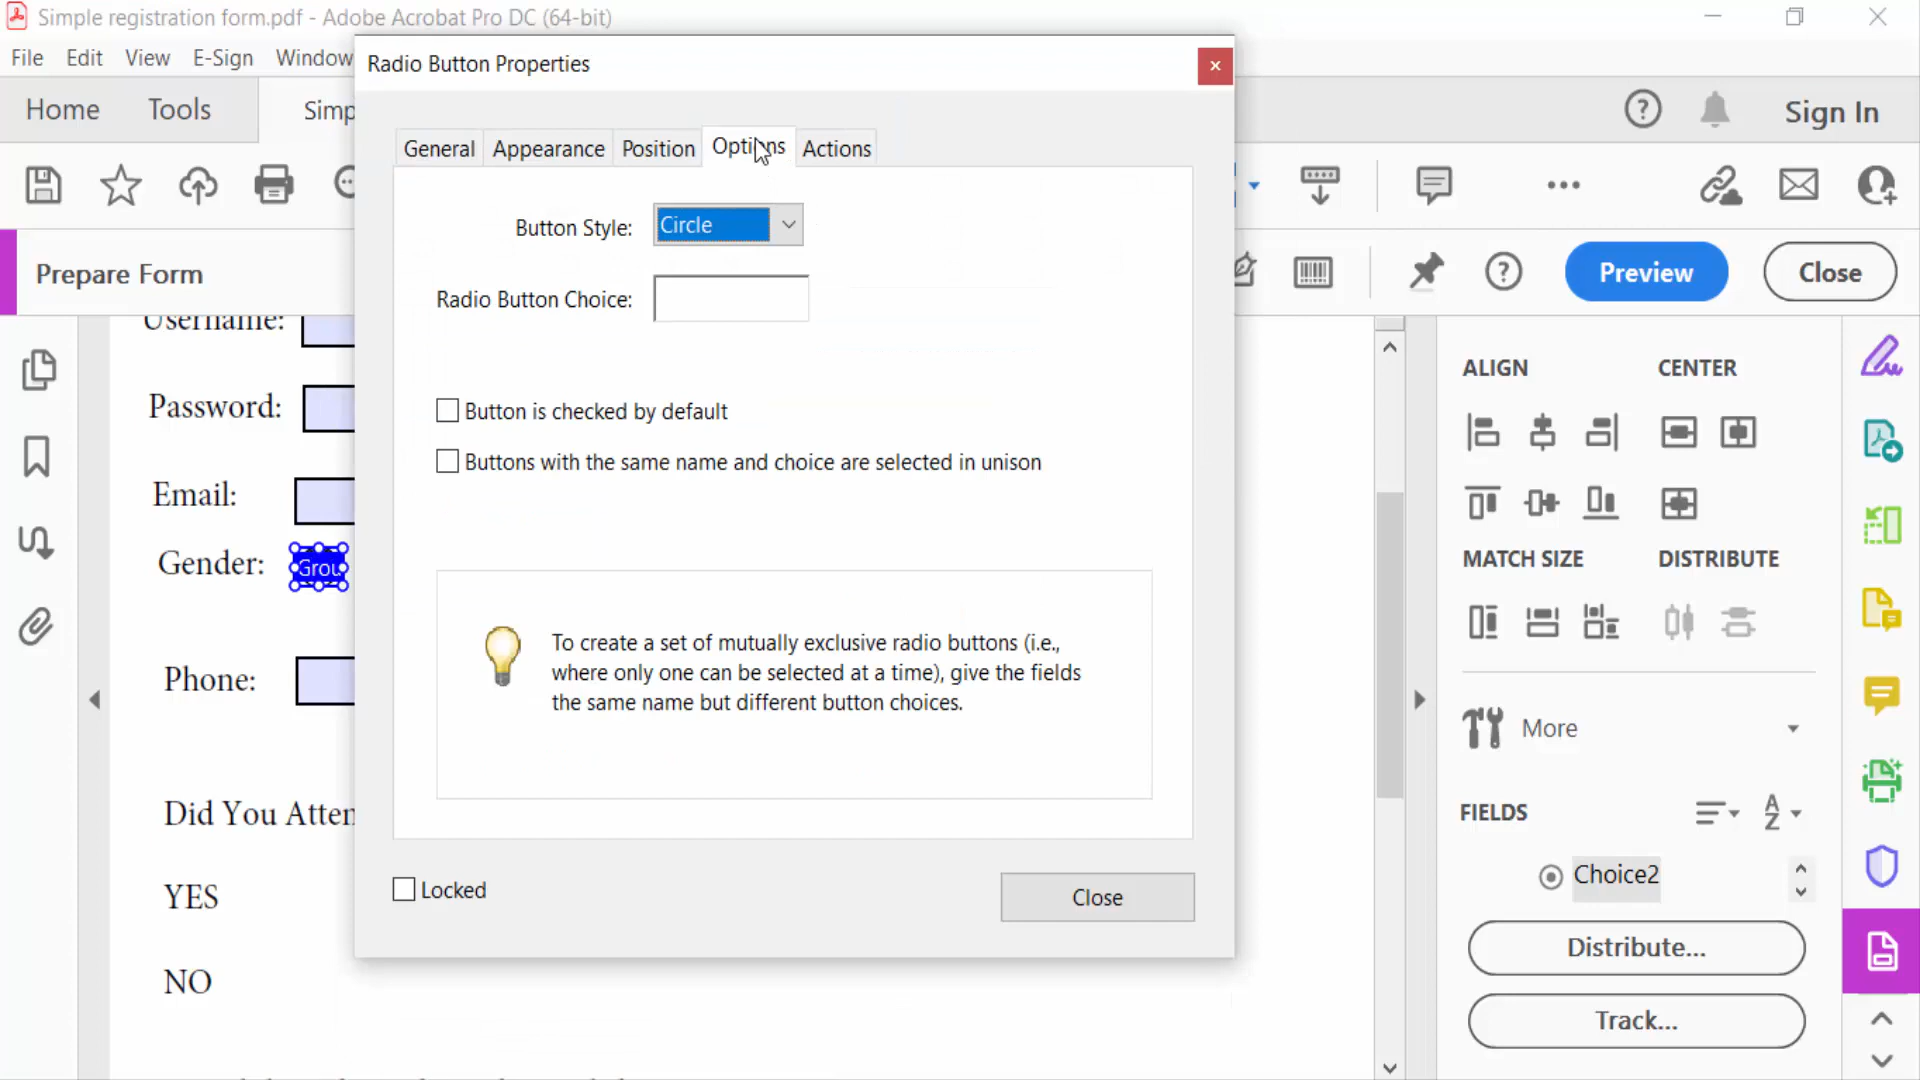 Simple registration form.pdf - Adobe Acrobat Pro DC (64-bit)
File Edit View E-Sign Window
Home Tools Simp
Sign In
Prepare Form
Preview Close
Radio Button Properties
General Appearance Position Options Actions
Button Style: Circle
Radio Button Choice:
Button is checked by default
Buttons with the same name and choice are selected in unison
To create a set of mutually exclusive radio buttons (i.e.,
where only one can be selected at a time), give the fields
the same name but different button choices.
Locked
Close
Username:
Password:
Email:
Gender: Grou
Phone:
Did You Atten
YES
NO
ALIGN CENTER
MATCH SIZE DISTRIBUTE
More
FIELDS
Choice2
Distribute...
Track...